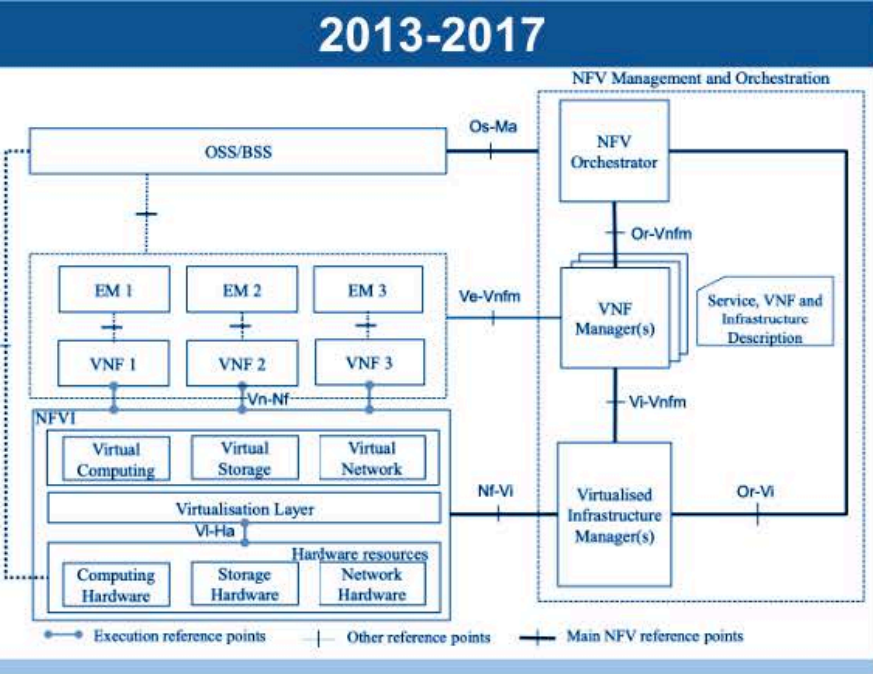 2013-2017
NFV Management and Orchestration
Os-Ma
OSS/BSS
NFV
Orchestrator
Or-Vnfm
EM 1
EM 2
EM 3
Ve-Vnfm
VNF
Manager(s)
Service, VNF and
Infrastructure
Description
VNF 1
VNF 2
VNF 3
Vn-Nf
Vi-Vnfm
NFVI
Virtual
Computing
Virtual
Storage
Virtual
Network
Nf-Vi
Virtualised
Infrastructure
Manager(s)
Or-Vi
Virtualisation Layer
Vl-Ha
Hardware resources
Computing
Hardware
Storage
Hardware
Network
Hardware
Execution reference points
Other reference points
Main NFV reference points